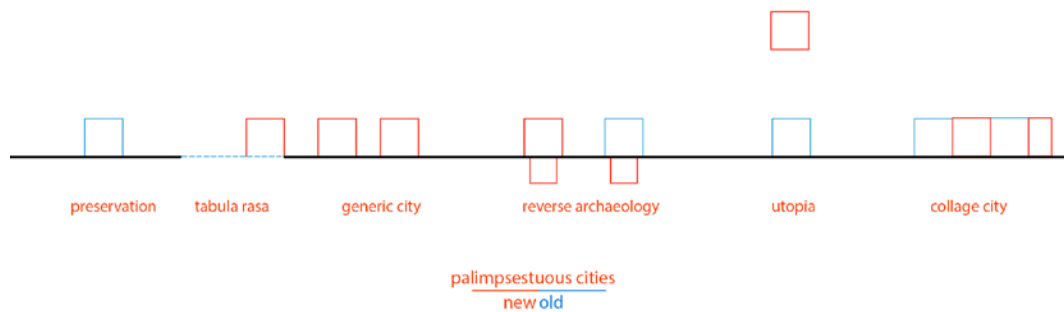 preservation
tabula rasa
generic city
reverse archaeology
utopia
collage city
palimpsestuous cities
new old